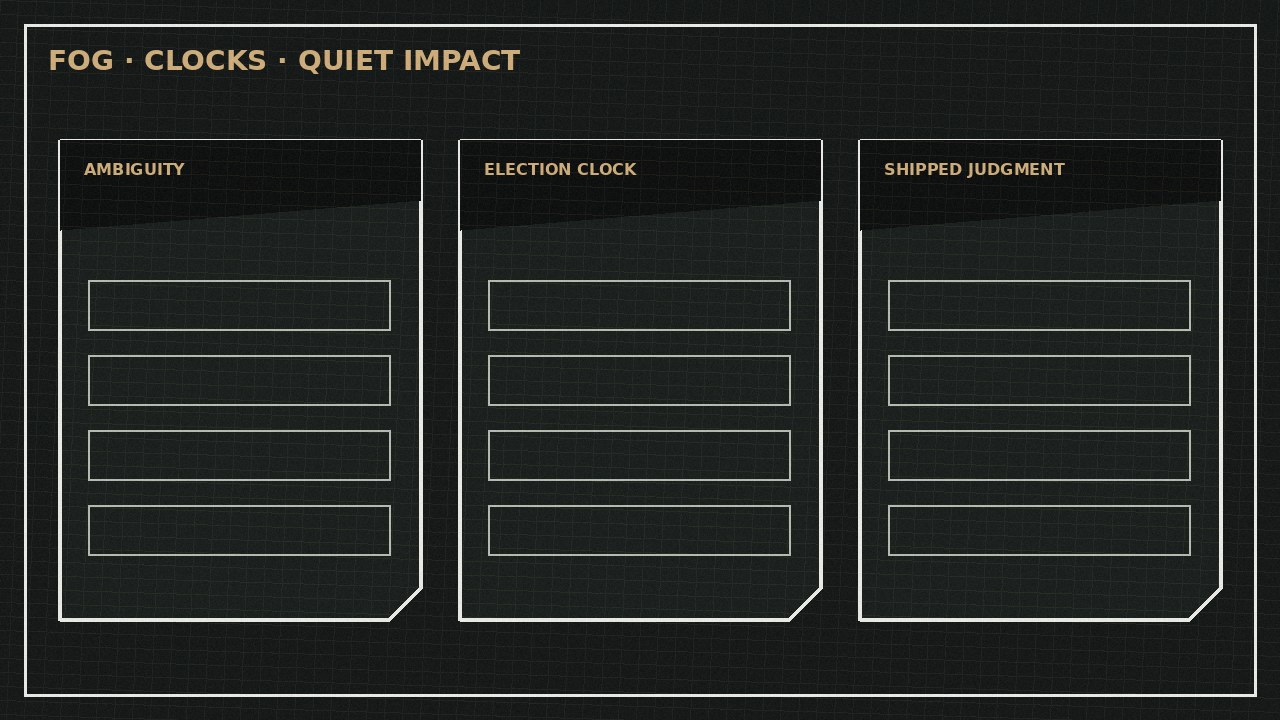 FOG · CLOCKS · QUIET IMPACT
AMBIGUITY
ELECTION CLOCK
SHIPPED JUDGMENT